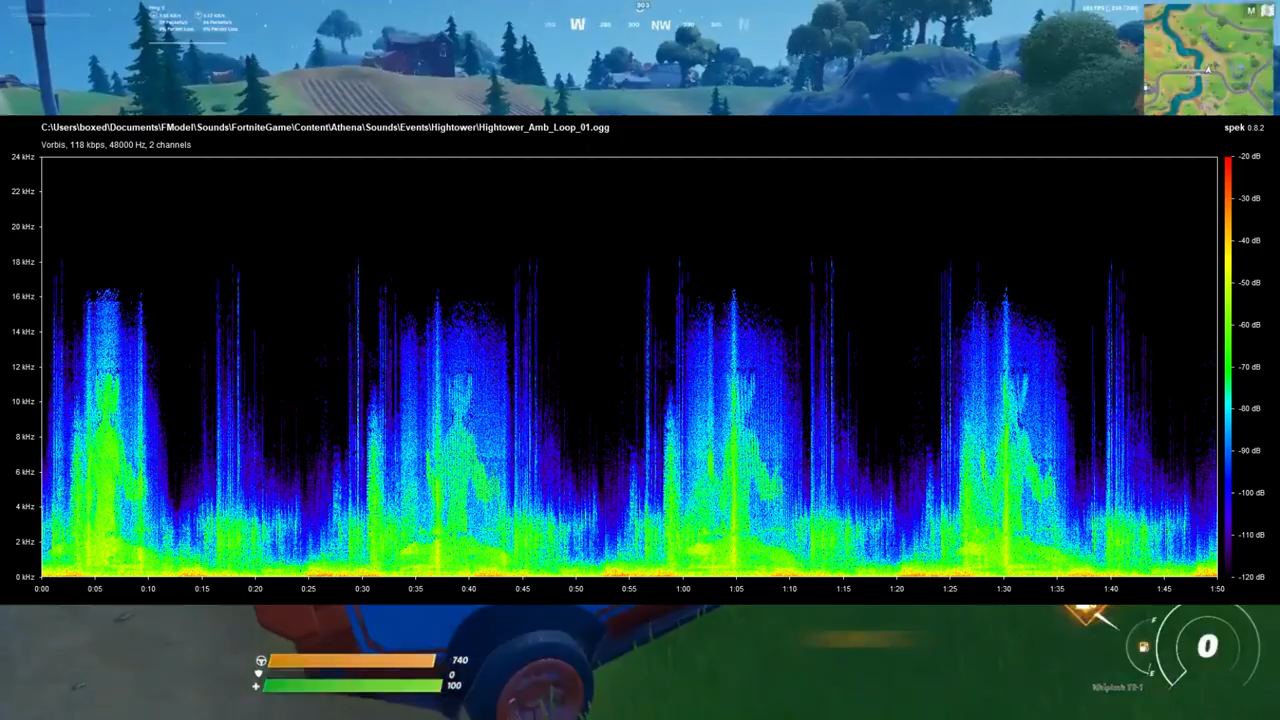 303
W
NW
M
C:\Users\boxed\Documents\FModel\Sounds\FortniteGame\Content\Athena\Sounds\Events\Hightower\Hightower_Amb_Loop_01.ogg
spek 0.8.2
Vorbis, 118 kbps, 48000 Hz, 2 channels
24 kHz
22 kHz
20 kHz
18 kHz
16 kHz
14 kHz
12 kHz
10 kHz
8 kHz
6 kHz
4 kHz
2 kHz
0 kHz
-20 dB
-30 dB
-40 dB
-50 dB
-60 dB
-70 dB
-80 dB
-90 dB
-100 dB
-110 dB
-120 dB
0:00 0:05 0:10 0:15 0:20 0:25 0:30 0:35 0:40 0:45 0:50 0:55 1:00 1:05 1:10 1:15 1:20 1:25 1:30 1:35 1:40 1:45 1:50
740
0
100
F
E
0
Whiplash